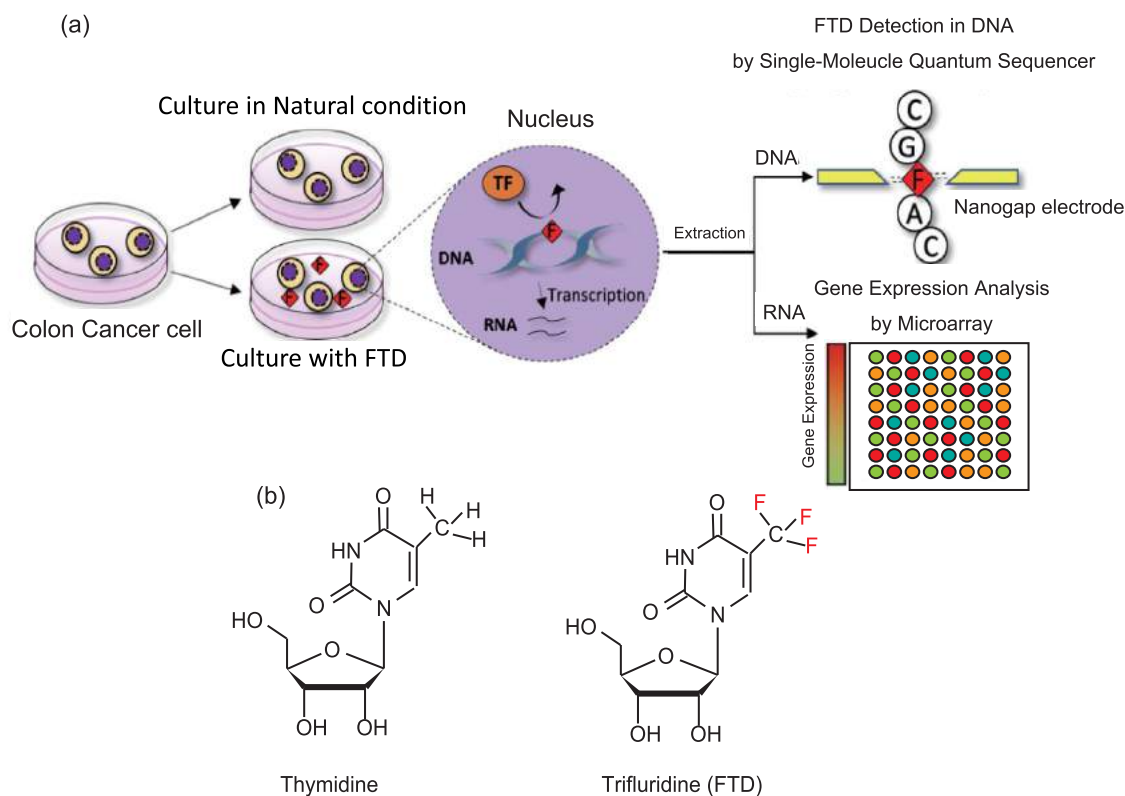 (a)
FTD Detection in DNA
by Single-Moleucle Quantum Sequencer
Culture in Natural condition
Nucleus
C
G
F
A
C
TF
F
DNA
Transcription
RNA
Extraction
DNA
Nanogap electrode
F
F
F
Colon Cancer cell
Culture with FTD
RNA
Gene Expression Analysis
by Microarray
Gene Expression
(b)
O
H
H
C
H
HN
O
N
HO
O
OH
OH
Thymidine
O
F
F
C
F
HN
O
N
HO
O
OH
OH
Trifluridine (FTD)